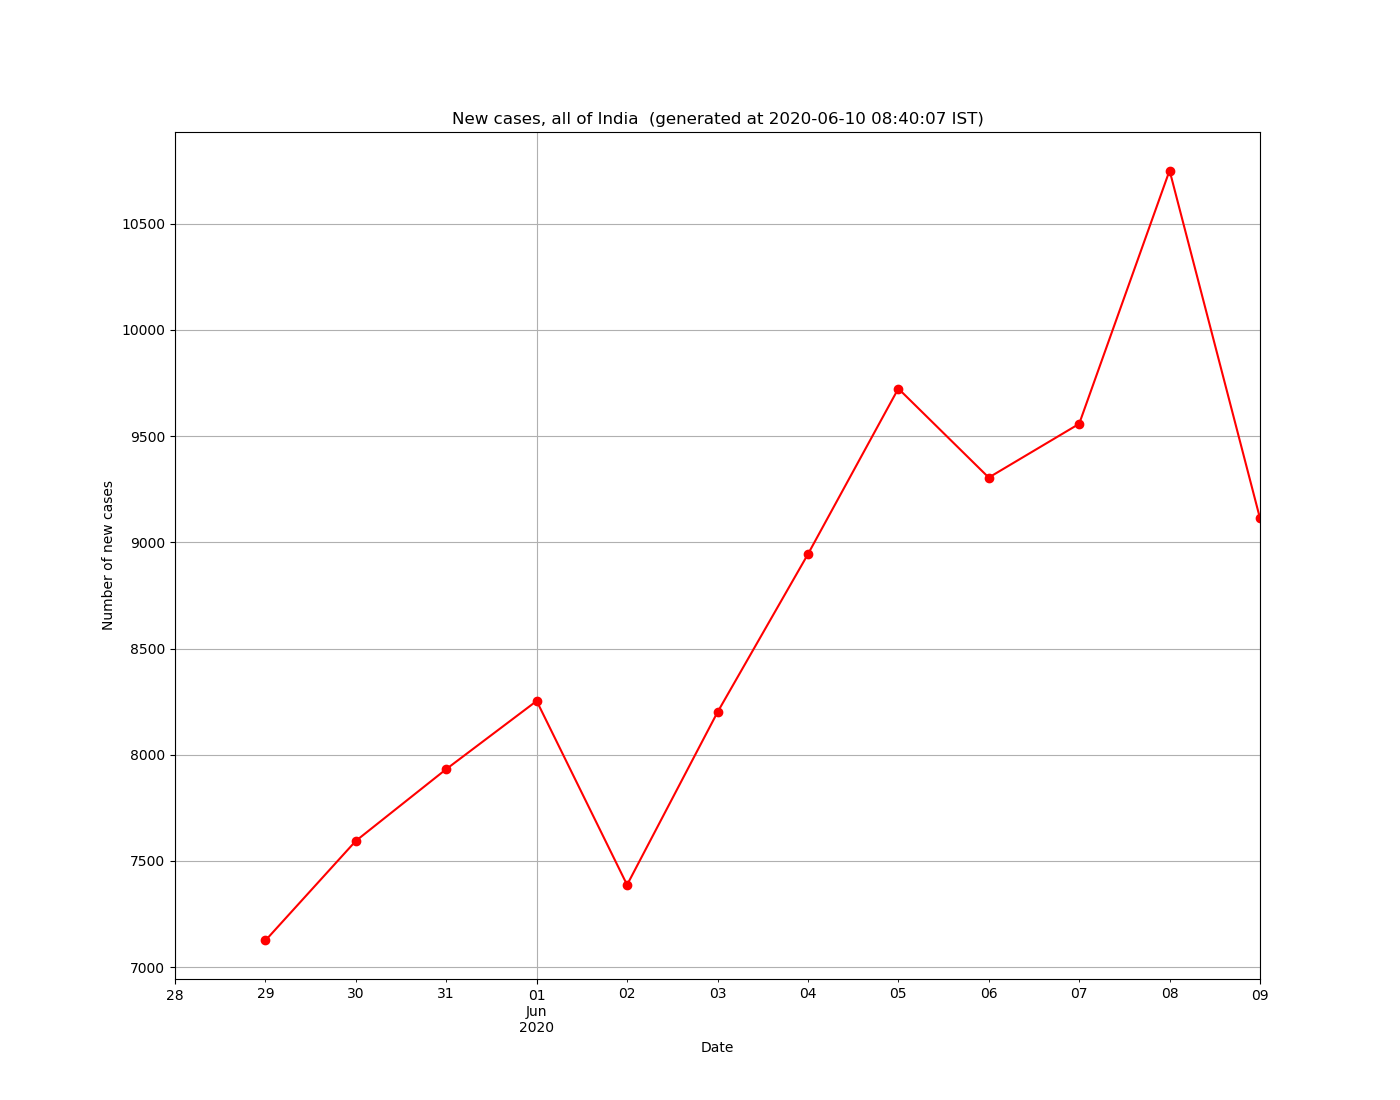 New cases, all of India  (generated at 2020-06-10 08:40:07 IST)
10500
10000
9500
9000
8500
8000
7500
7000
Number of new cases
28 29 30 31 01 02 03 04 05 06 07 08 09
Jun
2020
Date